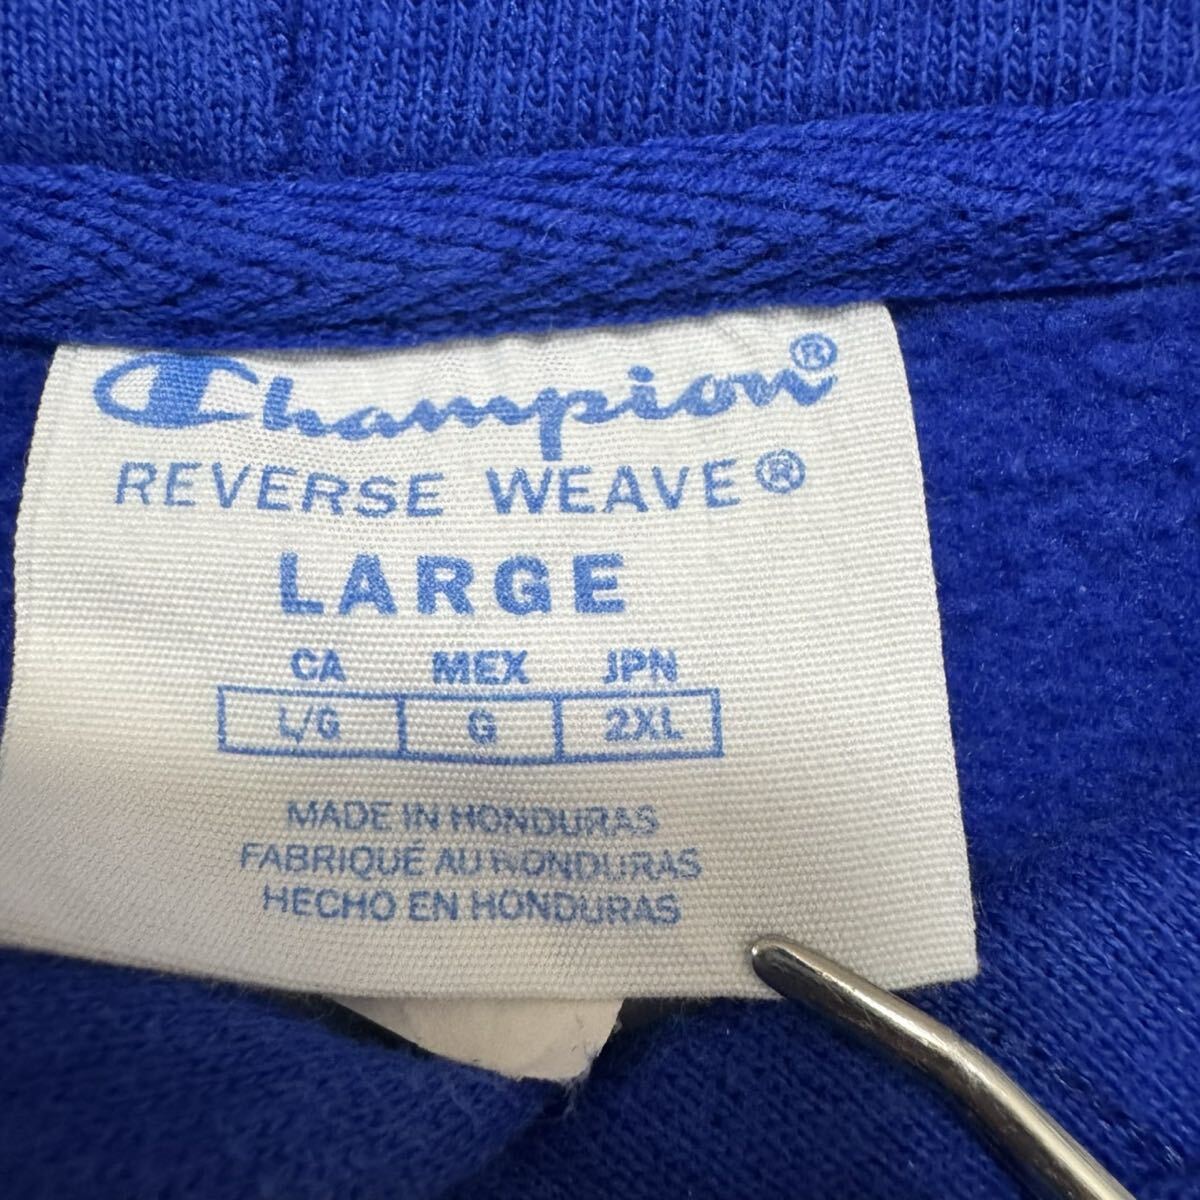 Champion®
REVERSE WEAVE®
LARGE
CA MEX JPN
L/G G 2XL
MADE IN HONDURAS
FABRIQUÉ AU HONDURAS
HECHO EN HONDURAS